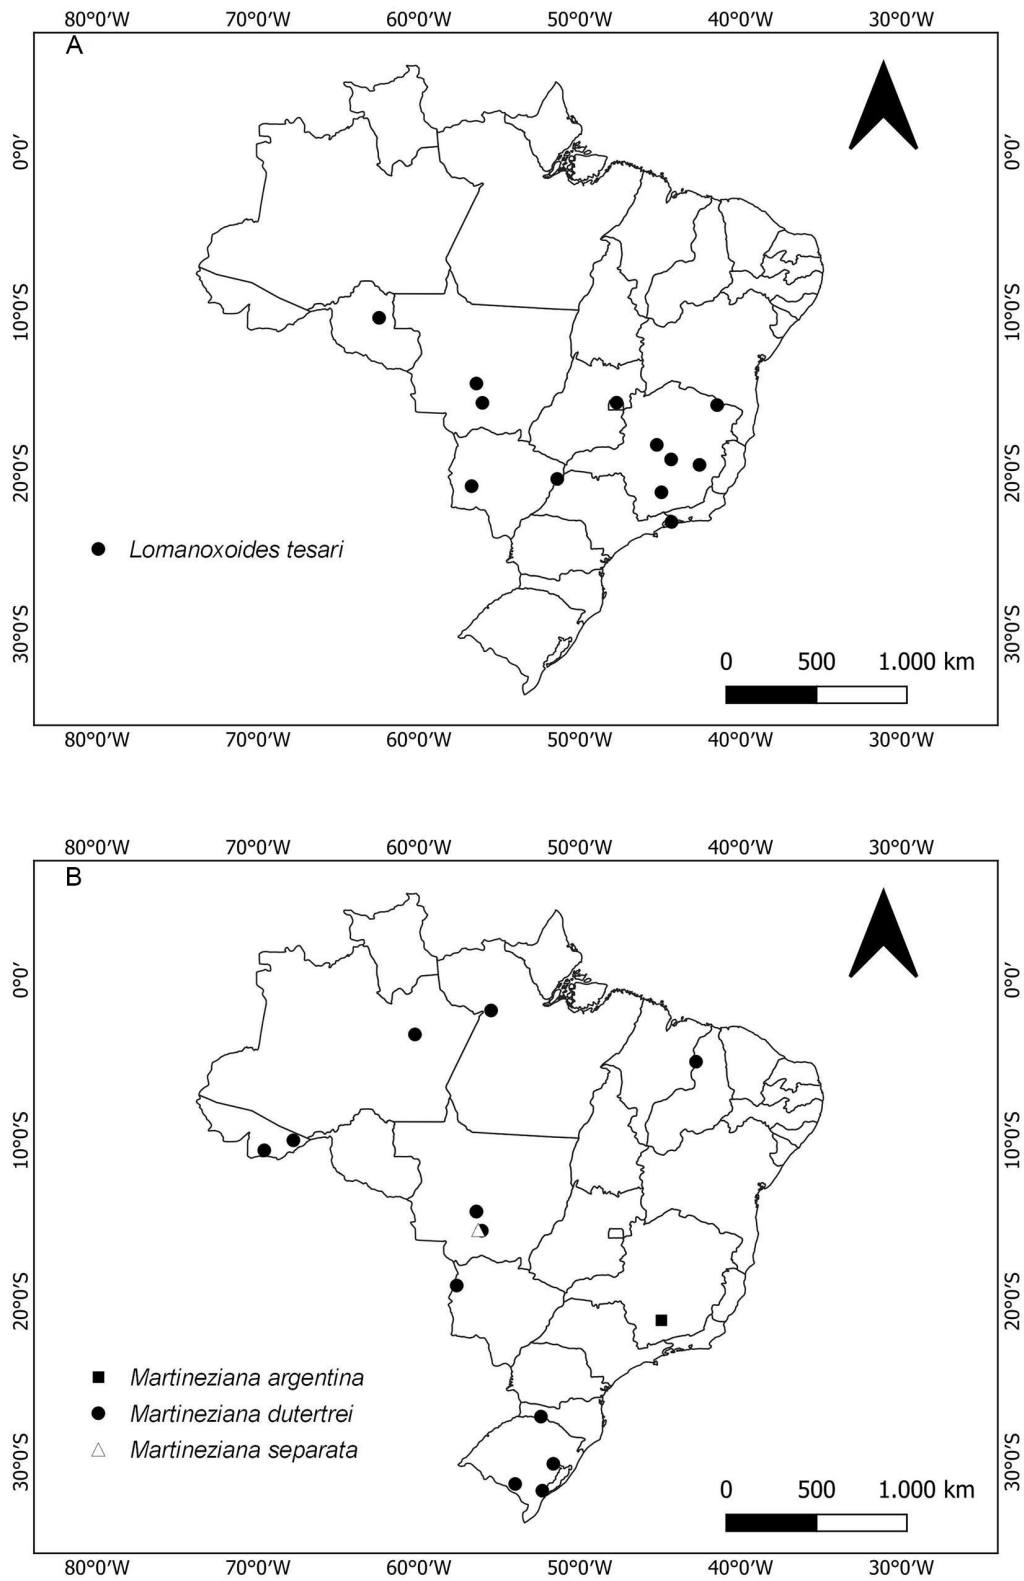 80°0′W 70°0′W 60°0′W 50°0′W 40°0′W 30°0′W
A
0°0′ 0°0′
10°0′S 10°0′S
20°0′S 20°0′S
Lomanoxoides tesari
30°0′S 30°0′S
0 500 1.000 km
80°0′W 70°0′W 60°0′W 50°0′W 40°0′W 30°0′W
80°0′W 70°0′W 60°0′W 50°0′W 40°0′W 30°0′W
B
0°0′ 0°0′
10°0′S 10°0′S
20°0′S 20°0′S
Martineziana argentina
Martineziana dutertrei
Martineziana separata
30°0′S 30°0′S
0 500 1.000 km
80°0′W 70°0′W 60°0′W 50°0′W 40°0′W 30°0′W